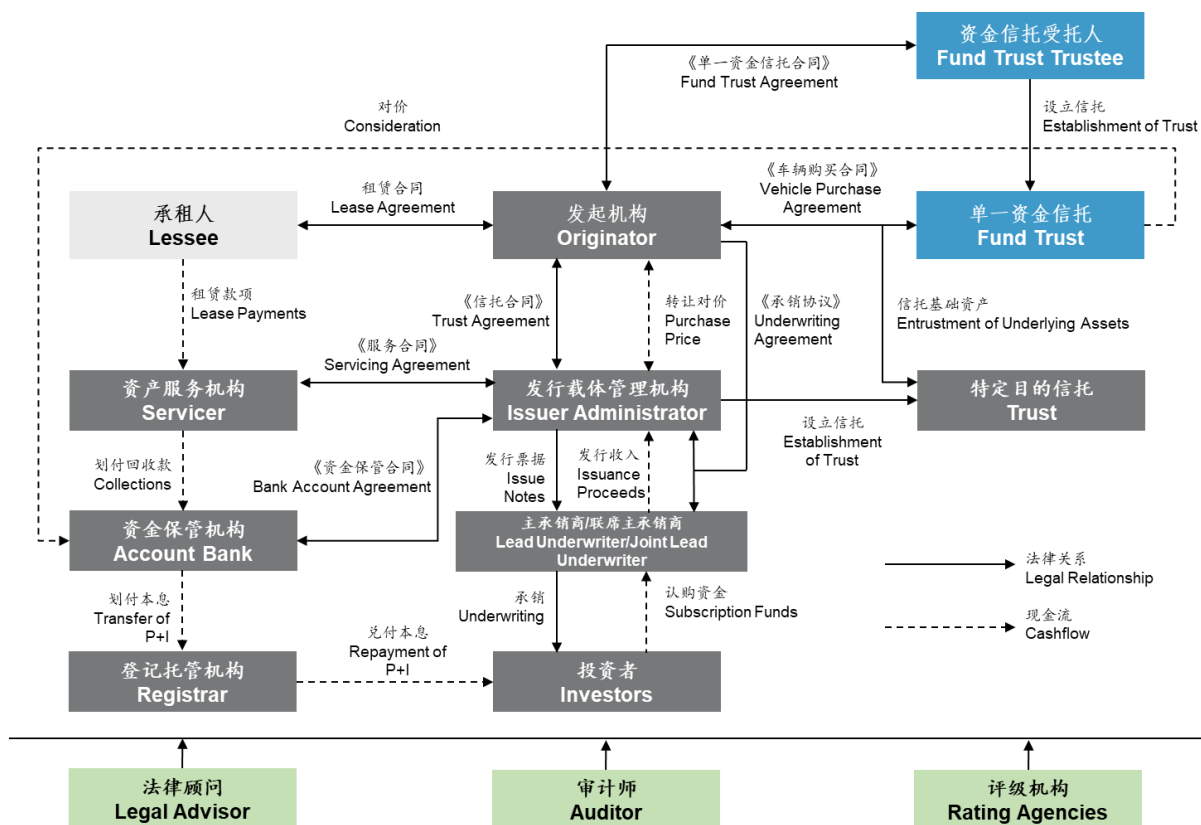 资金信托受托人
Fund Trust Trustee
《单一资金信托合同》
Fund Trust Agreement
对价
Consideration
设立信托
Establishment of Trust
承租人
Lessee
租赁合同
Lease Agreement
发起机构
Originator
《车辆购买合同》
Vehicle Purchase
Agreement
单一资金信托
Fund Trust
租赁款项
Lease Payments
《信托合同》
Trust Agreement
转让对价
Purchase
Price
《承销协议》
Underwriting
Agreement
信托基础资产
Entrustment of Underlying Assets
《服务合同》
Servicing Agreement
资产服务机构
Servicer
发行载体管理机构
Issuer Administrator
特定目的信托
Trust
设立信托
Establishment
of Trust
划付回收款
Collections
《资金保管合同》
Bank Account Agreement
发行票据
Issue
Notes
发行收入
Issuance
Proceeds
资金保管机构
Account Bank
主承销商/联席主承销商
Lead Underwriter/Joint Lead
Underwriter
法律关系
Legal Relationship
划付本息
Transfer of
P+I
承销
Underwriting
认购资金
Subscription Funds
现金流
Cashflow
登记托管机构
Registrar
兑付本息
Repayment of
P+I
投资者
Investors
法律顾问
Legal Advisor
审计师
Auditor
评级机构
Rating Agencies